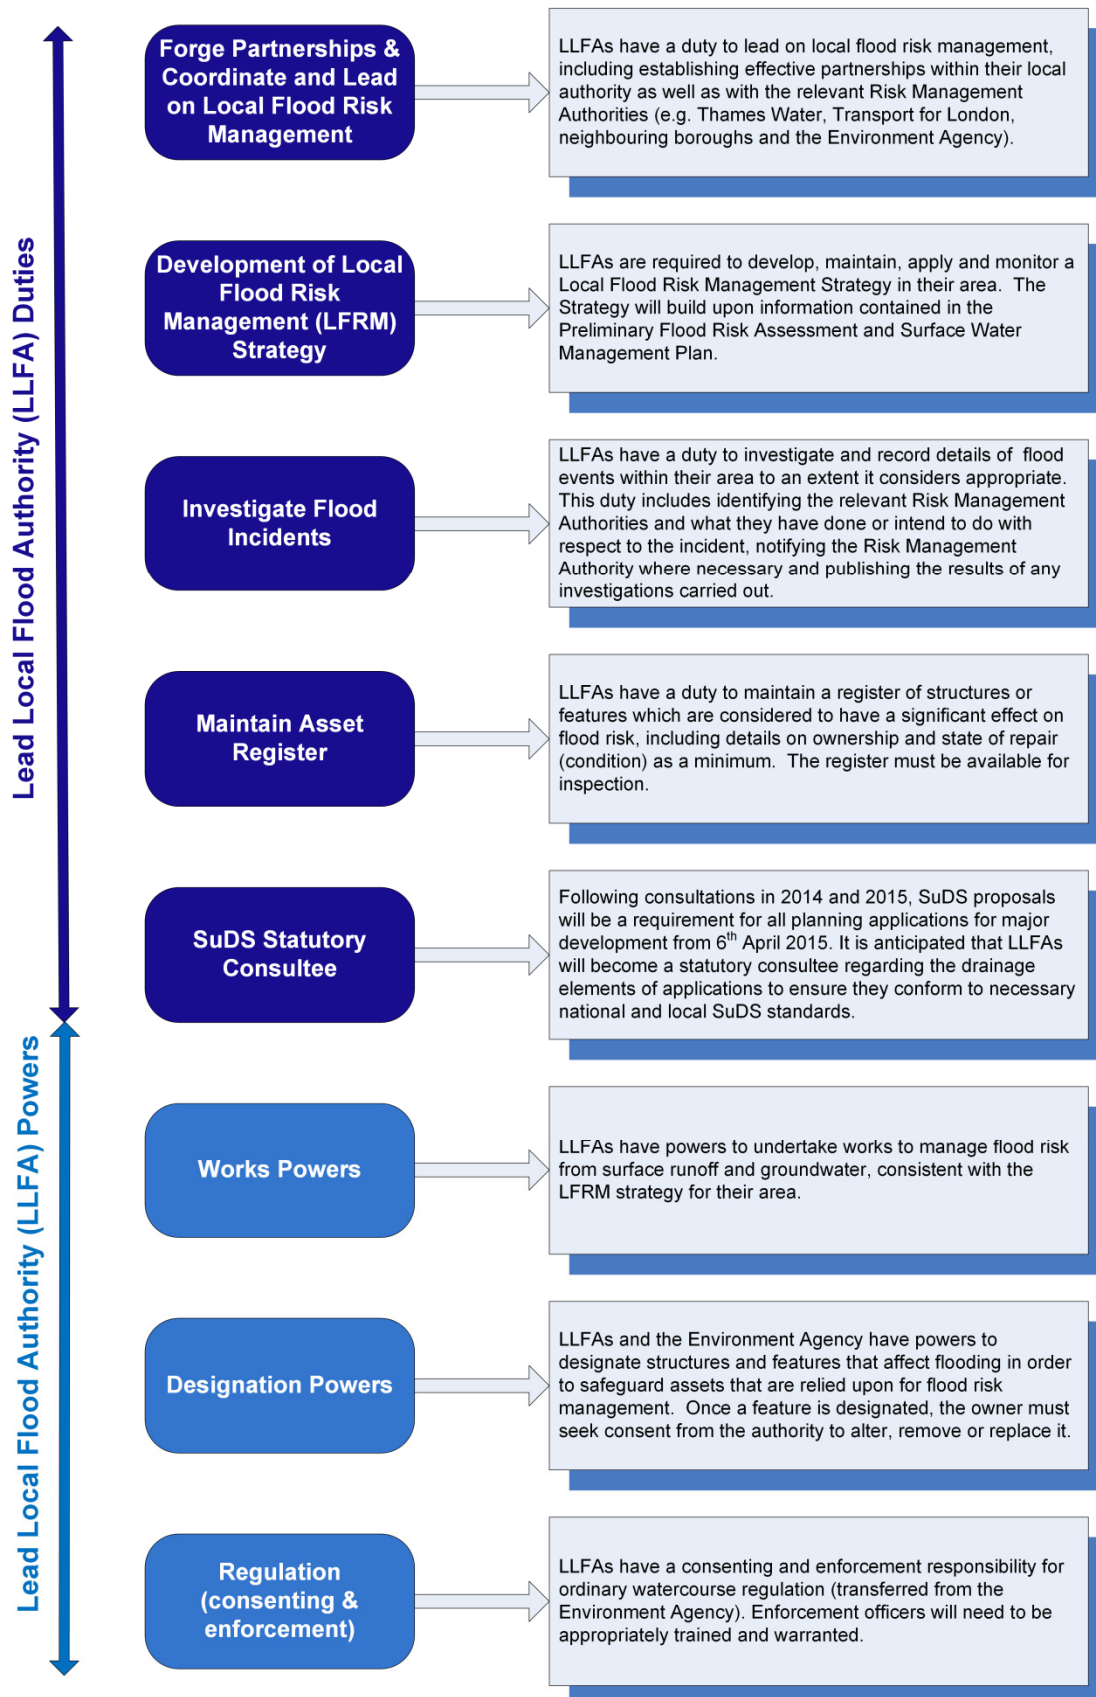 Lead Local Flood Authority (LLFA) Duties
Forge Partnerships &
Coordinate and Lead
on Local Flood Risk
Management
LLFAs have a duty to lead on local flood risk management,
including establishing effective partnerships within their local
authority as well as with the relevant Risk Management
Authorities (e.g. Thames Water, Transport for London,
neighbouring boroughs and the Environment Agency).
Development of Local
Flood Risk
Management (LFRM)
Strategy
LLFAs are required to develop, maintain, apply and monitor a
Local Flood Risk Management Strategy in their area.  The
Strategy will build upon information contained in the
Preliminary Flood Risk Assessment and Surface Water
Management Plan.
Investigate Flood
Incidents
LLFAs have a duty to investigate and record details of  flood
events within their area to an extent it considers appropriate.
This duty includes identifying the relevant Risk Management
Authorities and what they have done or intend to do with
respect to the incident, notifying the Risk Management
Authority where necessary and publishing the results of any
investigations carried out.
Maintain Asset
Register
LLFAs have a duty to maintain a register of structures or
features which are considered to have a significant effect on
flood risk, including details on ownership and state of repair
(condition) as a minimum.  The register must be available for
inspection.
SuDS Statutory
Consultee
Following consultations in 2014 and 2015, SuDS proposals
will be a requirement for all planning applications for major
development from 6th April 2015. It is anticipated that LLFAs
will become a statutory consultee regarding the drainage
elements of applications to ensure they conform to necessary
national and local SuDS standards.
Lead Local Flood Authority (LLFA) Powers
Works Powers
LLFAs have powers to undertake works to manage flood risk
from surface runoff and groundwater, consistent with the
LFRM strategy for their area.
Designation Powers
LLFAs and the Environment Agency have powers to
designate structures and features that affect flooding in order
to safeguard assets that are relied upon for flood risk
management.  Once a feature is designated, the owner must
seek consent from the authority to alter, remove or replace it.
Regulation
(consenting &
enforcement)
LLFAs have a consenting and enforcement responsibility for
ordinary watercourse regulation (transferred from the
Environment Agency). Enforcement officers will need to be
appropriately trained and warranted.